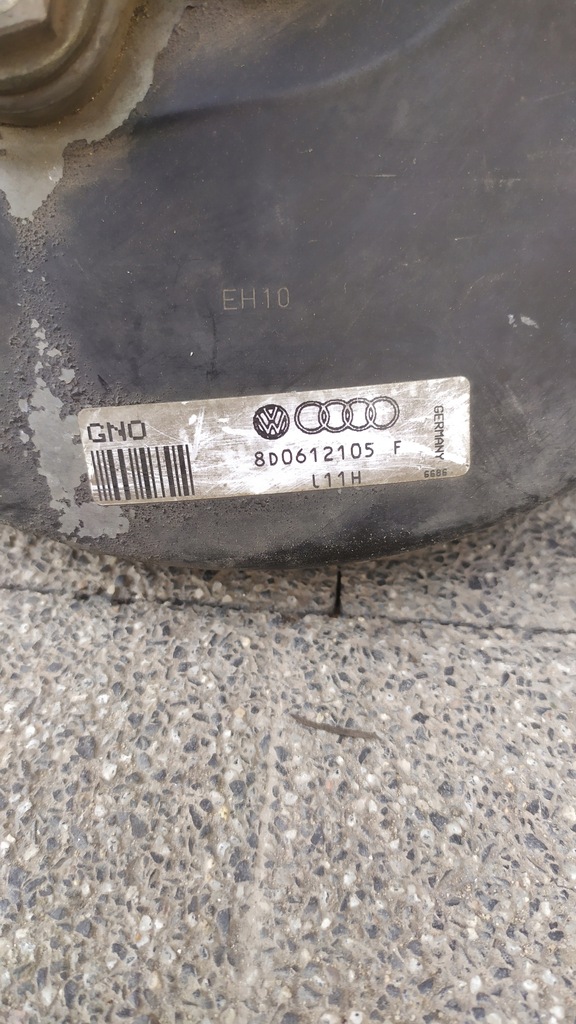 EH10
GNO
8D0612105 F
L11H
GERMANY
6686